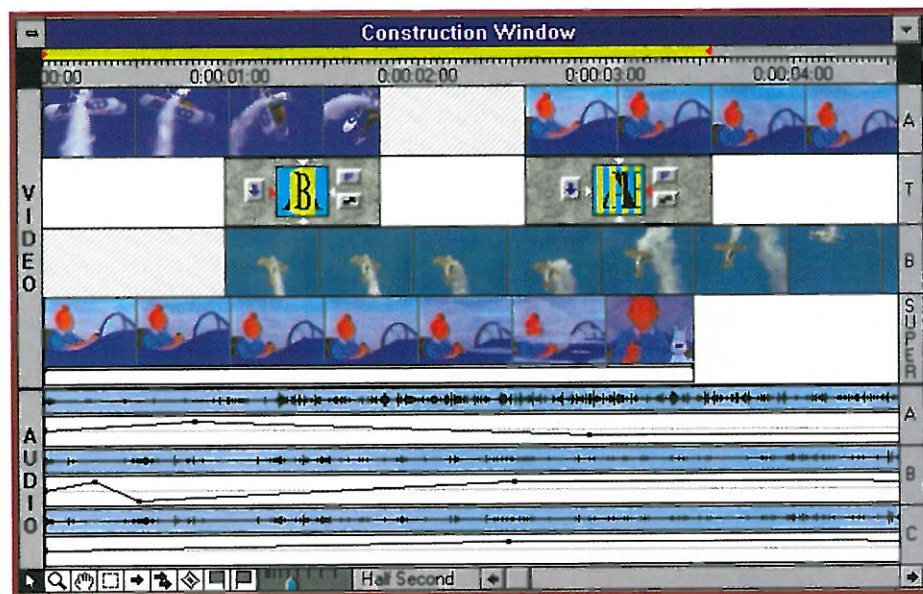 Construction Window
00:00 0:00:01:00 0:00:02:00 0:00:03:00 0:00:04:00
VIDEO
A
B
A
T
B
SUPER
AUDIO
A
B
C
Half Second